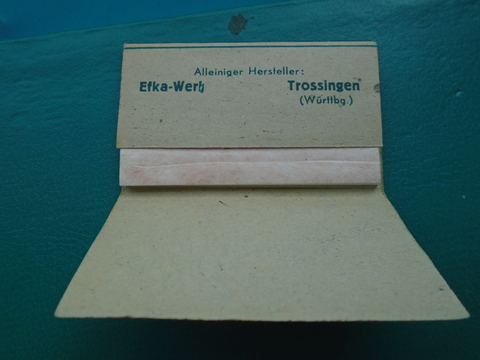 Alleiniger Hersteller:
Efka-Werk Trossingen
(Württbg.)